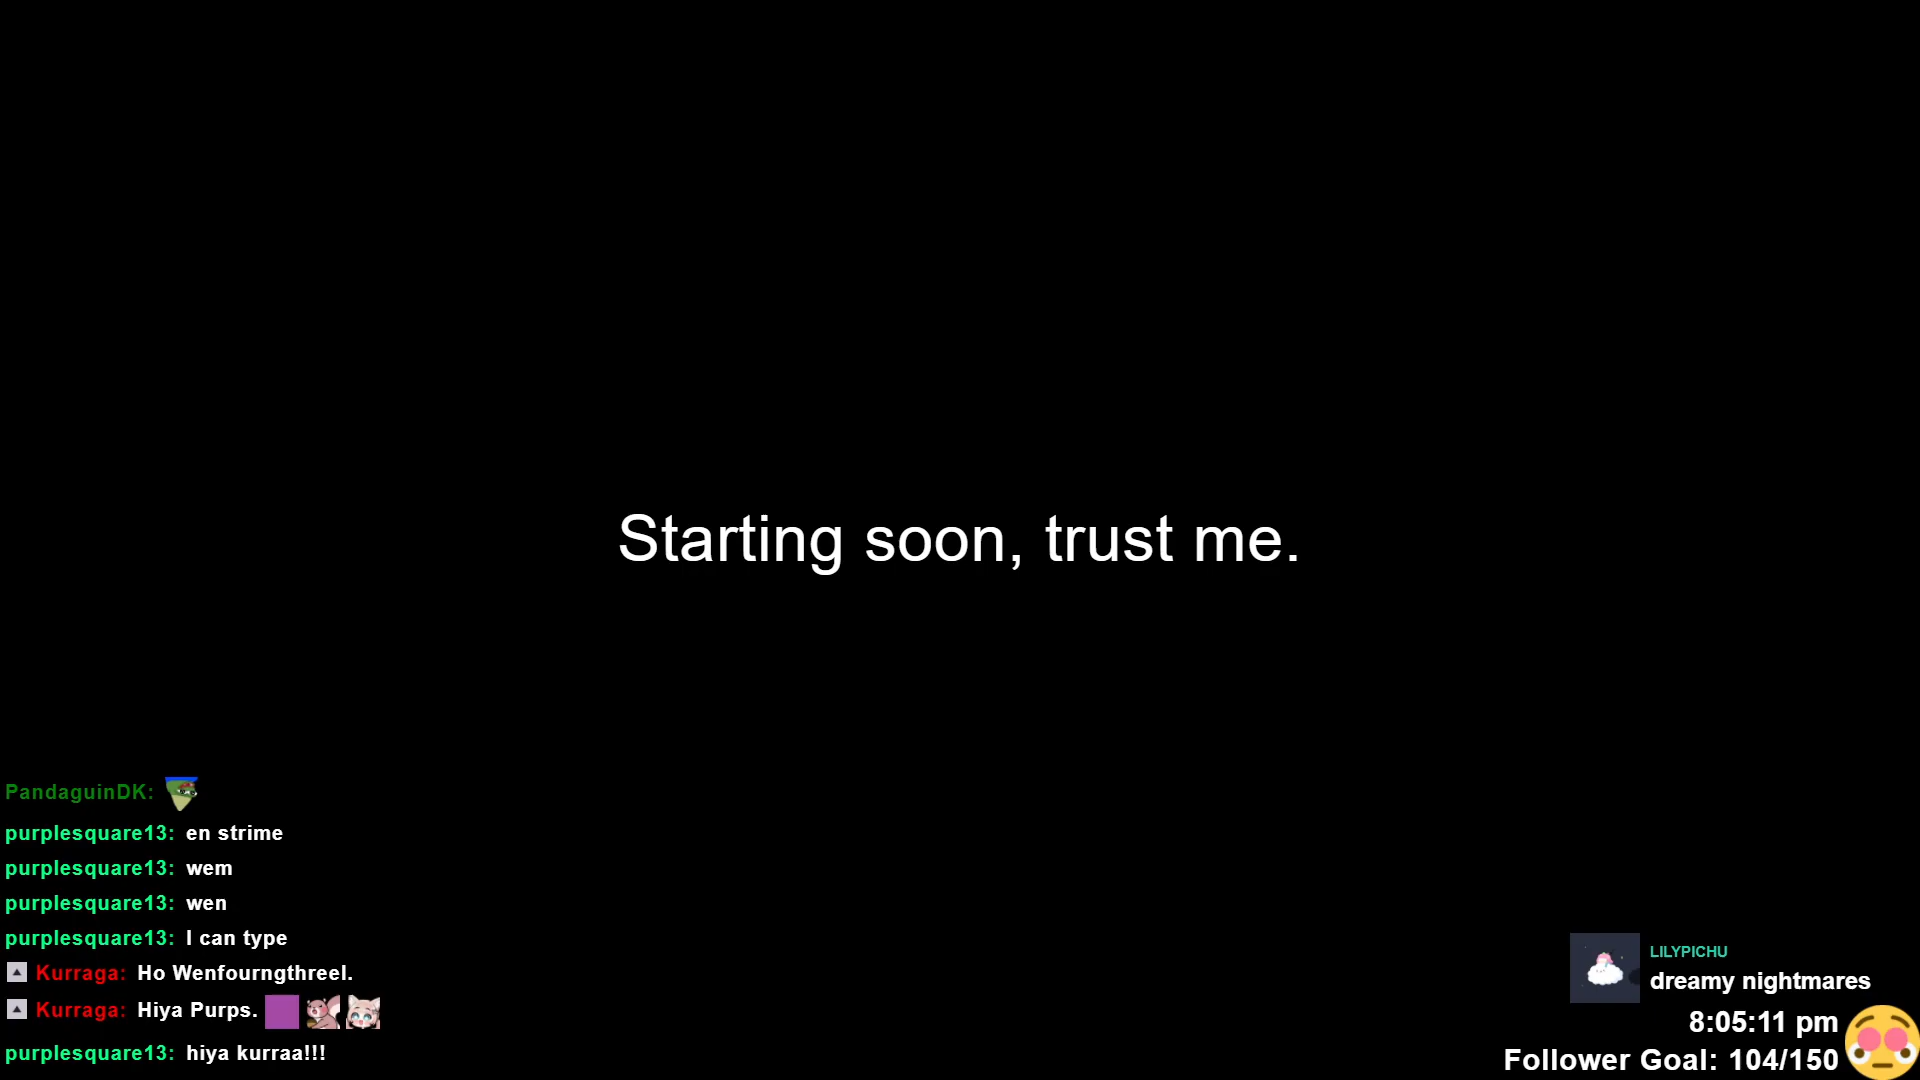 Starting soon, trust me.
PandaguinDK:
purplesquare13: en strime
purplesquare13: wem
purplesquare13: wen
purplesquare13: I can type
Kurraga: Ho Wenfourngthreel.
Kurraga: Hiya Purps.
purplesquare13: hiya kurraa!!!
LILYPICHU
dreamy nightmares
8:05:11 pm
Follower Goal: 104/150